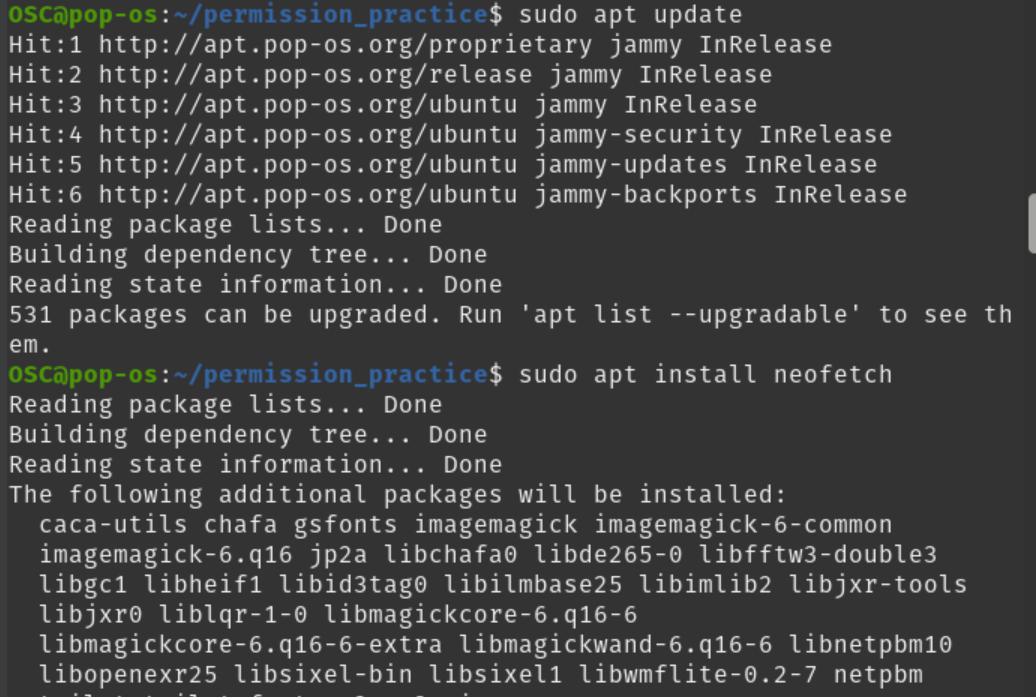 OSC@pop-os:~/permission_practice$ sudo apt update
Hit:1 http://apt.pop-os.org/proprietary jammy InRelease
Hit:2 http://apt.pop-os.org/release jammy InRelease
Hit:3 http://apt.pop-os.org/ubuntu jammy InRelease
Hit:4 http://apt.pop-os.org/ubuntu jammy-security InRelease
Hit:5 http://apt.pop-os.org/ubuntu jammy-updates InRelease
Hit:6 http://apt.pop-os.org/ubuntu jammy-backports InRelease
Reading package lists... Done
Building dependency tree... Done
Reading state information... Done
531 packages can be upgraded. Run 'apt list --upgradable' to see th
em.
OSC@pop-os:~/permission_practice$ sudo apt install neofetch
Reading package lists... Done
Building dependency tree... Done
Reading state information... Done
The following additional packages will be installed:
  caca-utils chafa gsfonts imagemagick imagemagick-6-common
  imagemagick-6.q16 jp2a libchafa0 libde265-0 libfftw3-double3
  libgc1 libheif1 libid3tag0 libilmbase25 libimlib2 libjxr-tools
  libjxr0 liblqr-1-0 libmagickcore-6.q16-6
  libmagickcore-6.q16-6-extra libmagickwand-6.q16-6 libnetpbm10
  libopenexr25 libsixel-bin libsixel1 libwmflite-0.2-7 netpbm